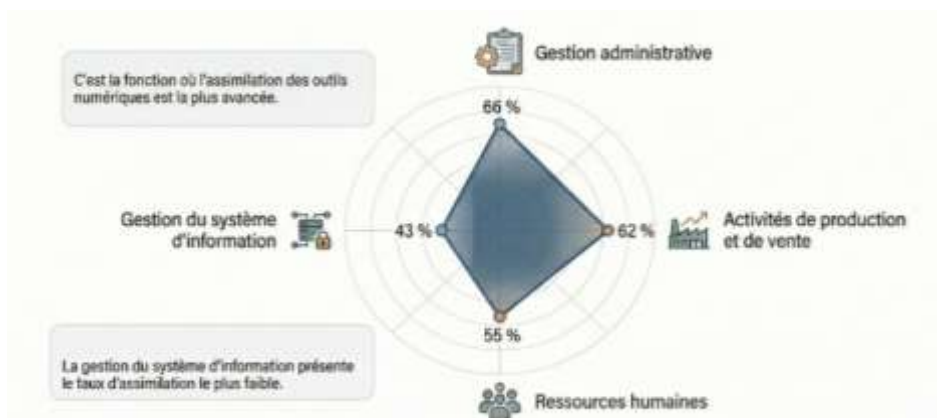 Gestion administrative
C'est la fonction où l'assimilation des outils
numériques est la plus avancée.
66 %
Gestion du système
d'information
43 %
62 %
Activités de production
et de vente
55 %
La gestion du système d'information présente
le taux d'assimilation le plus faible.
Ressources humaines